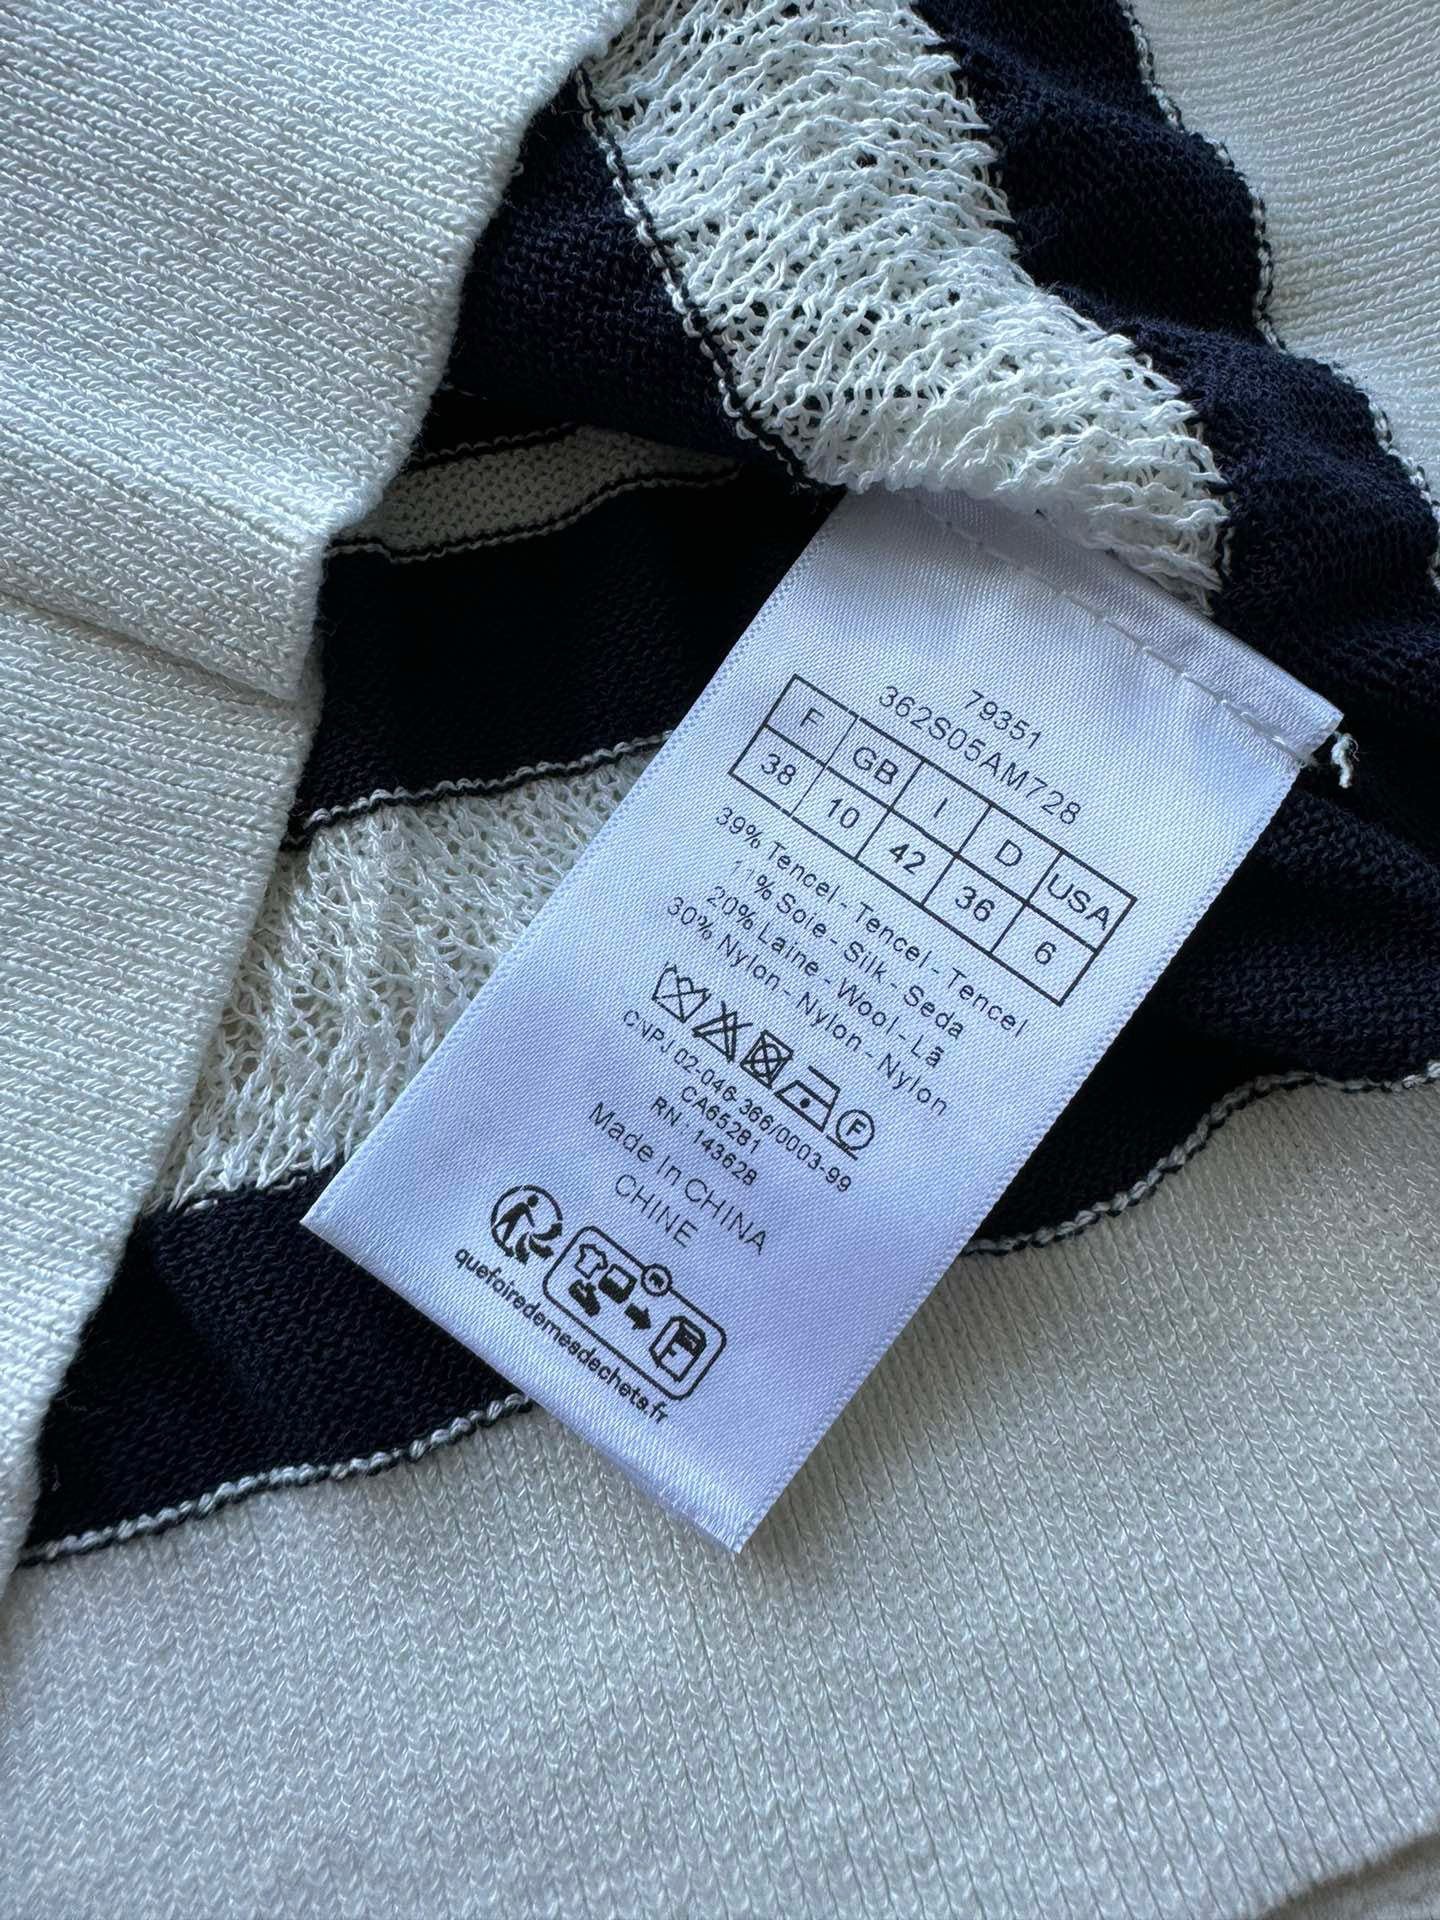 79351
362S05AM728
F GB I D USA
38 10 42 36 6
39% Tencel - Tencel - Tencel
11% Soie - Silk - Seda
20% Laine - Wool - Lã
30% Nylon - Nylon - Nylon
F
CNPJ 02-046-366/0003-99
CA65281
RN : 143628
Made In CHINA
CHINE
quefairedemesdechets.fr